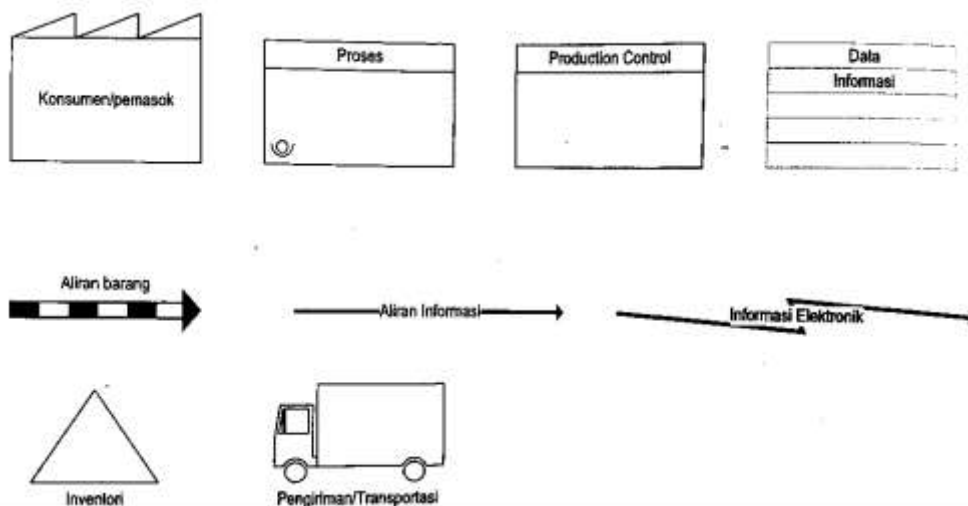 Konsumen/pemasok
Proses
Production Control
Data
Informasi
Aliran barang
Aliran Informasi
Informasi Elektronik
Inventori
Pengiriman/Transportasi